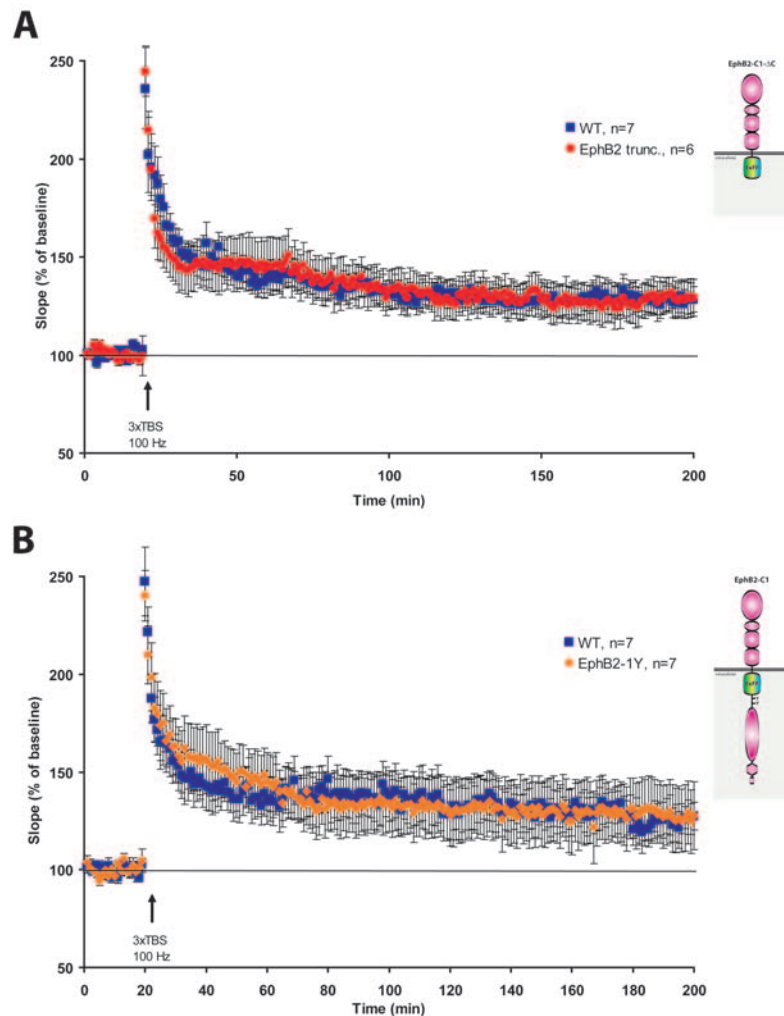 A
EphB2-C1-ΔC
250
WT, n=7
EphB2 trunc., n=6
200
Slope (% of baseline)
150
100
3xTBS
100 Hz
50
0
50
100
150
200
Time (min)
B
EphB2-C1
250
WT, n=7
EphB2-1Y, n=7
200
Slope (% of baseline)
150
100
3xTBS
100 Hz
50
0
20
40
60
80
100
120
140
160
180
200
Time (min)